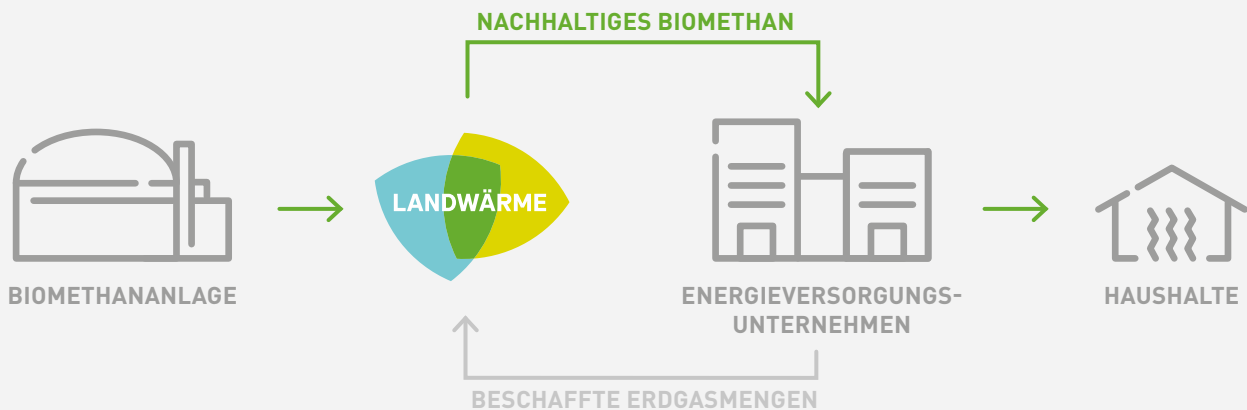 NACHHALTIGES BIOMETHAN
LANDWÄRME
BIOMETHANANLAGE
ENERGIEVERSORGUNGS-
UNTERNEHMEN
HAUSHALTE
BESCHAFFTE ERDGASMENGEN